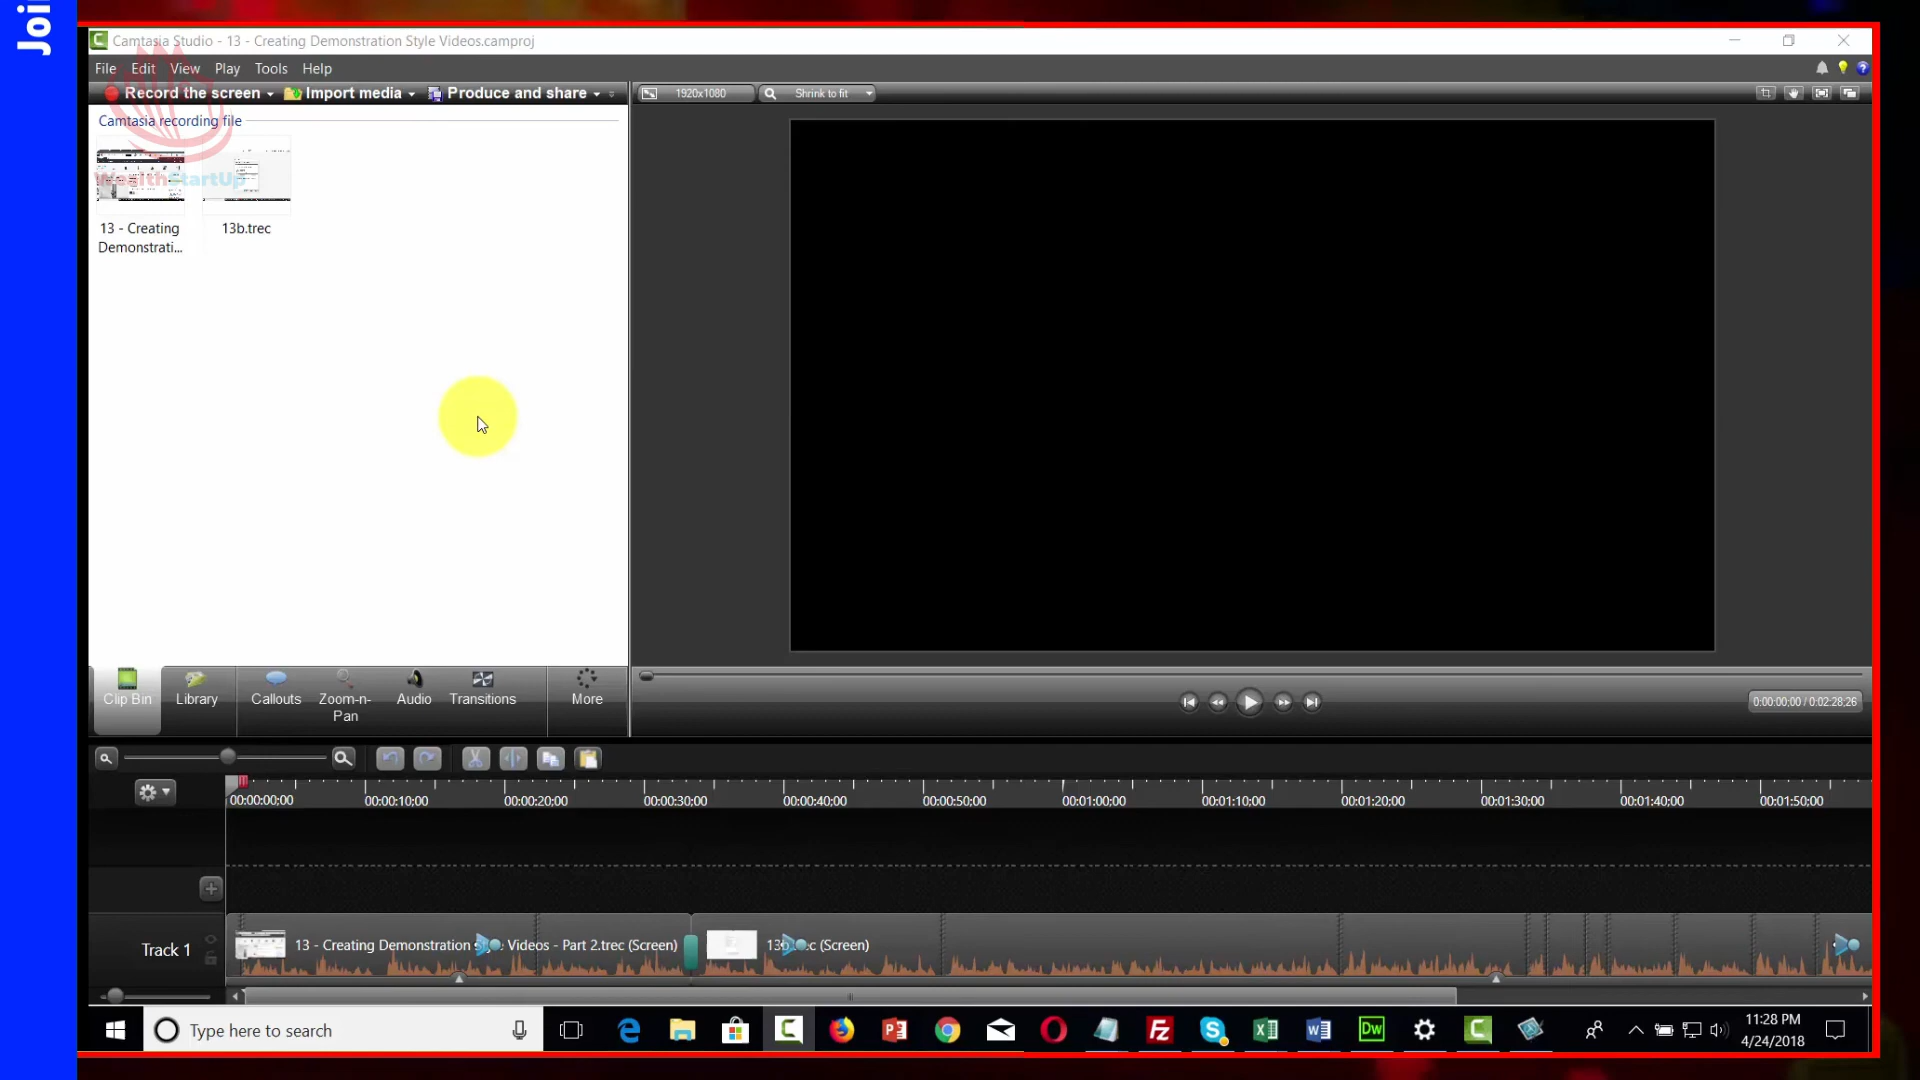 Joi
Camtasia Studio - 13 - Creating Demonstration Style Videos.camproj
File Edit View Play Tools Help
Record the screen Import media Produce and share 1920x1080 Shrink to fit
Camtasia recording file
WealthStartUp
13 - Creating
Demonstrati...
13b.trec
Clip Bin Library Callouts Zoom-n-Pan Audio Transitions More
0:00:00;00 / 0:02:28;26
00:00:00;00 00:00:10;00 00:00:20;00 00:00:30;00 00:00:40;00 00:00:50;00 00:01:00;00 00:01:10;00 00:01:20;00 00:01:30;00 00:01:40;00 00:01:50;00
Track 1 13 - Creating Demonstration Style Videos - Part 2.trec (Screen) 13b.trec (Screen)
Type here to search
11:28 PM
4/24/2018